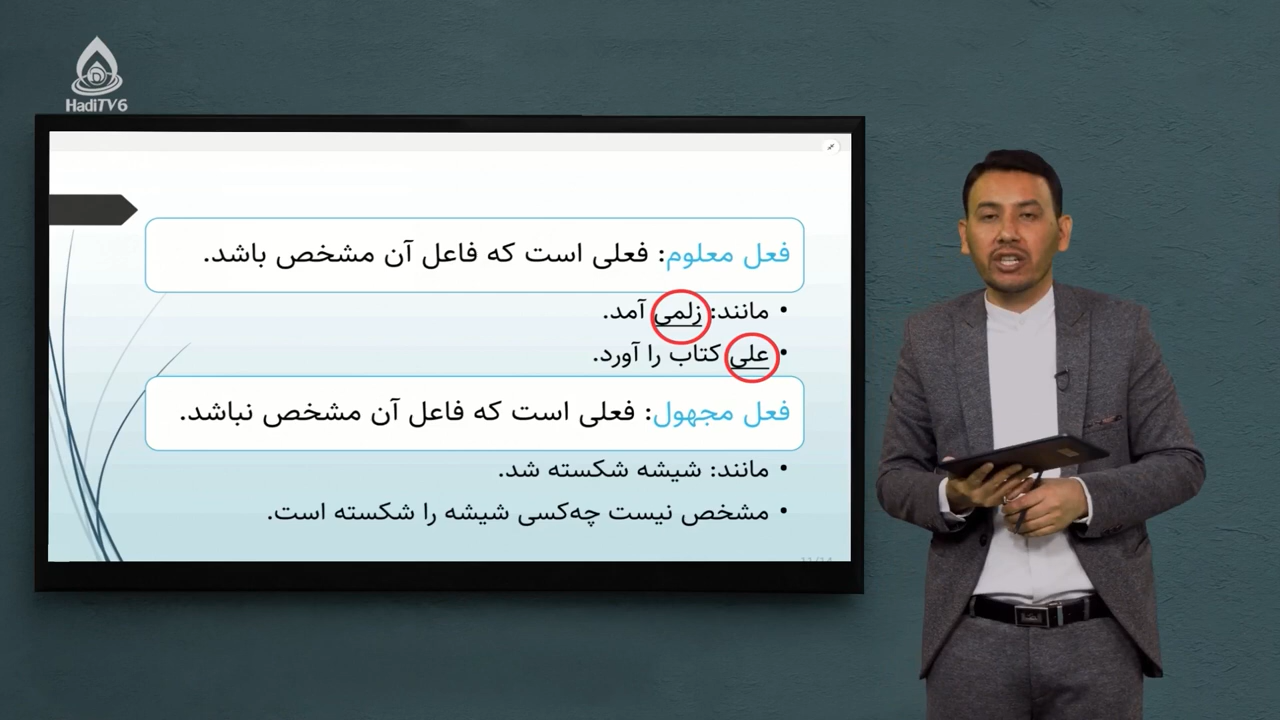 HadiTV6
فعل معلوم: فعلی است که فاعل آن مشخص باشد.
• مانند: زلمی آمد.
• علی کتاب را آورد.
فعل مجهول: فعلی است که فاعل آن مشخص نباشد.
• مانند: شیشه شکسته شد.
• مشخص نیست چه‌کسی شیشه را شکسته است.